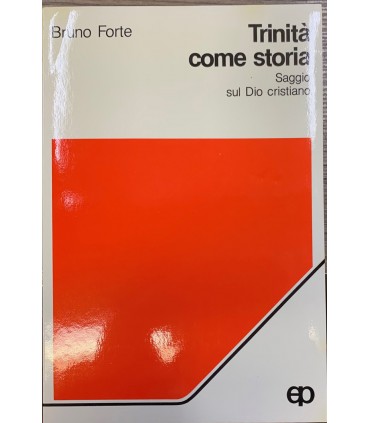 Bruno Forte
Trinità
come storia
Saggio
sul Dio cristiano
ep